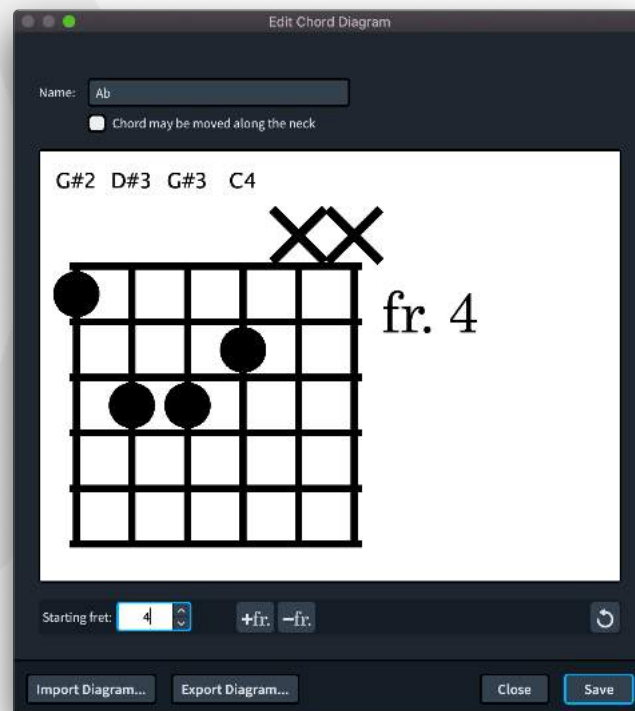 Edit Chord Diagram
Name: Ab
Chord may be moved along the neck
G#2 D#3 G#3 C4
fr. 4
Starting fret: 4 +fr. −fr.
Import Diagram... Export Diagram... Close Save